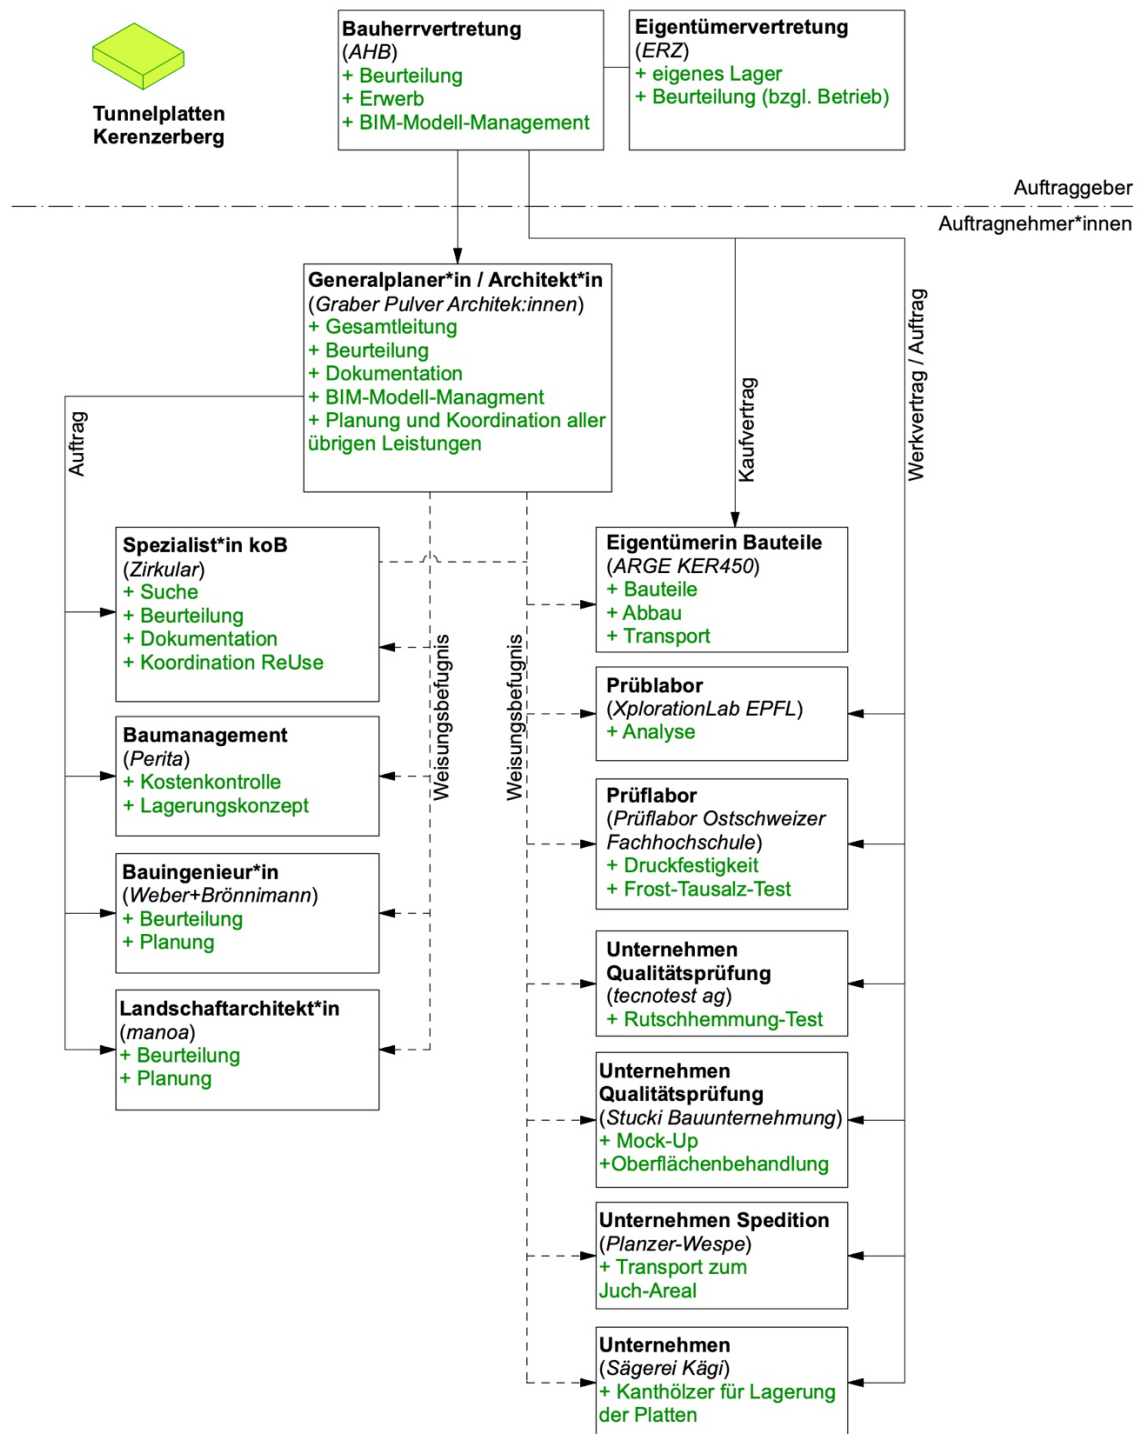 Tunnelplatten
Kerenzerberg
Bauherrvertretung
(AHB)
+ Beurteilung
+ Erwerb
+ BIM-Modell-Management
Eigentümervertretung
(ERZ)
+ eigenes Lager
+ Beurteilung (bzgl. Betrieb)
Auftraggeber
Auftragnehmer*innen
Generalplaner*in / Architekt*in
(Graber Pulver Architek:innen)
+ Gesamtleitung
+ Beurteilung
+ Dokumentation
+ BIM-Modell-Managment
+ Planung und Koordination aller
übrigen Leistungen
Auftrag
Kaufvertrag
Werkvertrag / Auftrag
Spezialist*in koB
(Zirkular)
+ Suche
+ Beurteilung
+ Dokumentation
+ Koordination ReUse
Baumanagement
(Perita)
+ Kostenkontrolle
+ Lagerungskonzept
Bauingenieur*in
(Weber+Brönnimann)
+ Beurteilung
+ Planung
Landschaftarchitekt*in
(manoa)
+ Beurteilung
+ Planung
Weisungsbefugnis
Weisungsbefugnis
Eigentümerin Bauteile
(ARGE KER450)
+ Bauteile
+ Abbau
+ Transport
Prüblabor
(XplorationLab EPFL)
+ Analyse
Prüflabor
(Prüflabor Ostschweizer
Fachhochschule)
+ Druckfestigkeit
+ Frost-Tausalz-Test
Unternehmen
Qualitätsprüfung
(tecnotest ag)
+ Rutschhemmung-Test
Unternehmen
Qualitätsprüfung
(Stucki Bauunternehmung)
+ Mock-Up
+Oberflächenbehandlung
Unternehmen Spedition
(Planzer-Wespe)
+ Transport zum
Juch-Areal
Unternehmen
(Sägerei Kägi)
+ Kanthölzer für Lagerung
der Platten